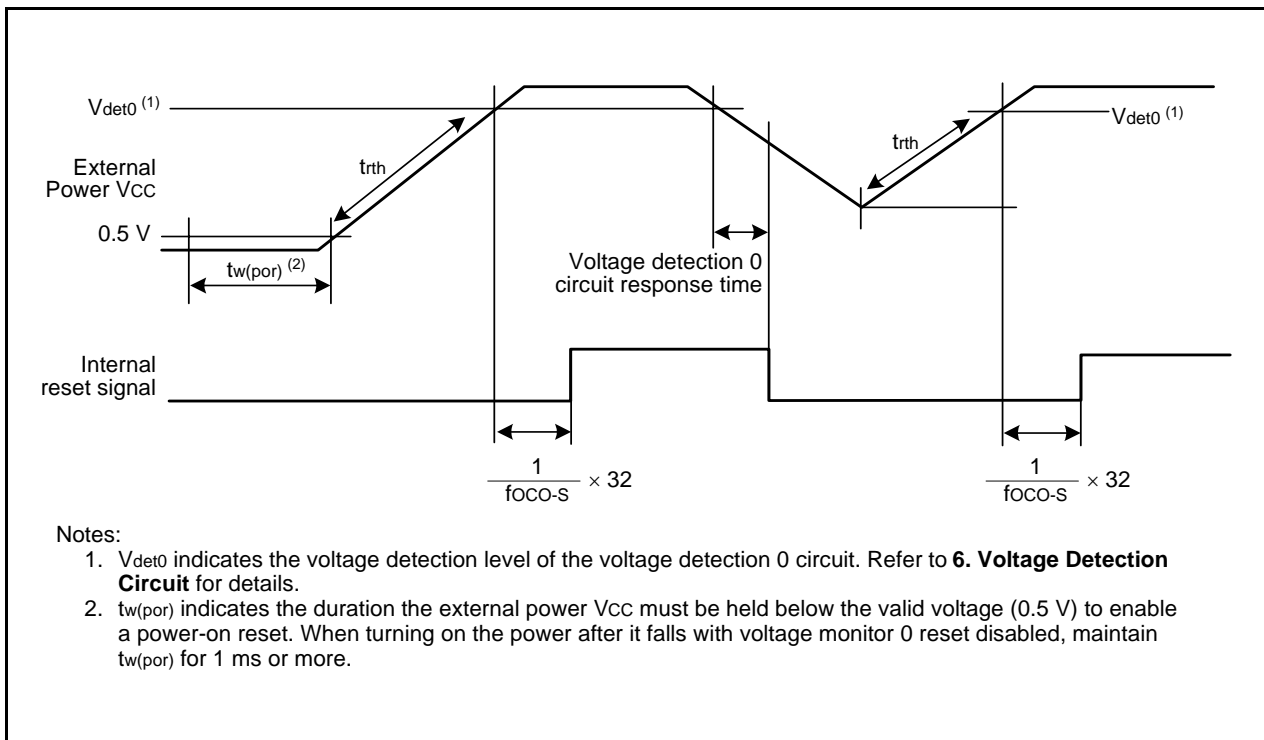 Vdet0 (1)
External
Power VCC
0.5 V
trth
tw(por) (2)
Voltage detection 0
circuit response time
trth
Vdet0 (1)
Internal
reset signal
1
fOCO-S
× 32
1
fOCO-S
× 32
Notes:
1. Vdet0 indicates the voltage detection level of the voltage detection 0 circuit. Refer to 6. Voltage Detection
Circuit for details.
2. tw(por) indicates the duration the external power VCC must be held below the valid voltage (0.5 V) to enable
a power-on reset. When turning on the power after it falls with voltage monitor 0 reset disabled, maintain
tw(por) for 1 ms or more.